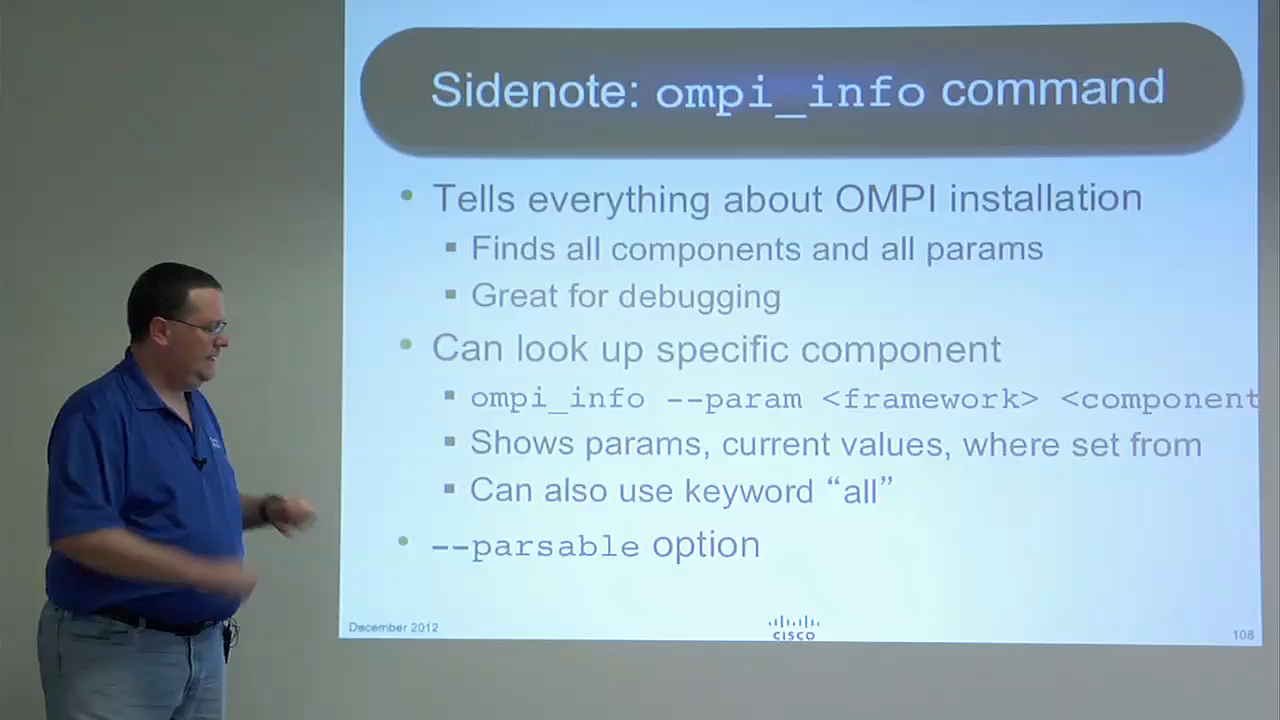 Sidenote: ompi_info command
• Tells everything about OMPI installation
▪ Finds all components and all params
▪ Great for debugging
• Can look up specific component
▪ ompi_info --param <framework> <component
▪ Shows params, current values, where set from
▪ Can also use keyword “all”
• --parsable option
December 2012
CISCO
108